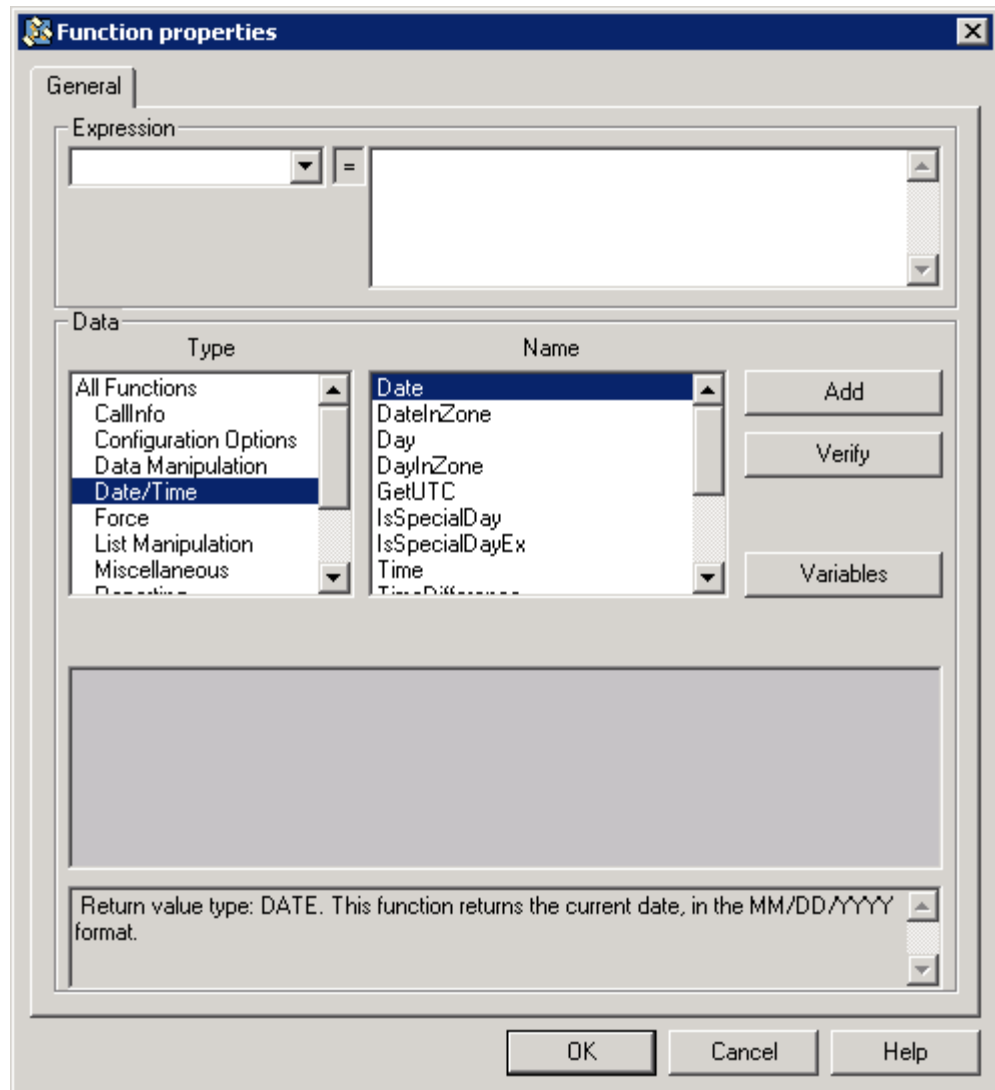 Function properties
General
Expression
=
Data
Type
Name
All Functions
CallInfo
Configuration Options
Data Manipulation
Date/Time
Force
List Manipulation
Miscellaneous
Date
DateInZone
Day
DayInZone
GetUTC
IsSpecialDay
IsSpecialDayEx
Time
TimeDifference
Add
Verify
Variables
Return value type: DATE. This function returns the current date, in the MM/DD/YYYY
format.
OK
Cancel
Help